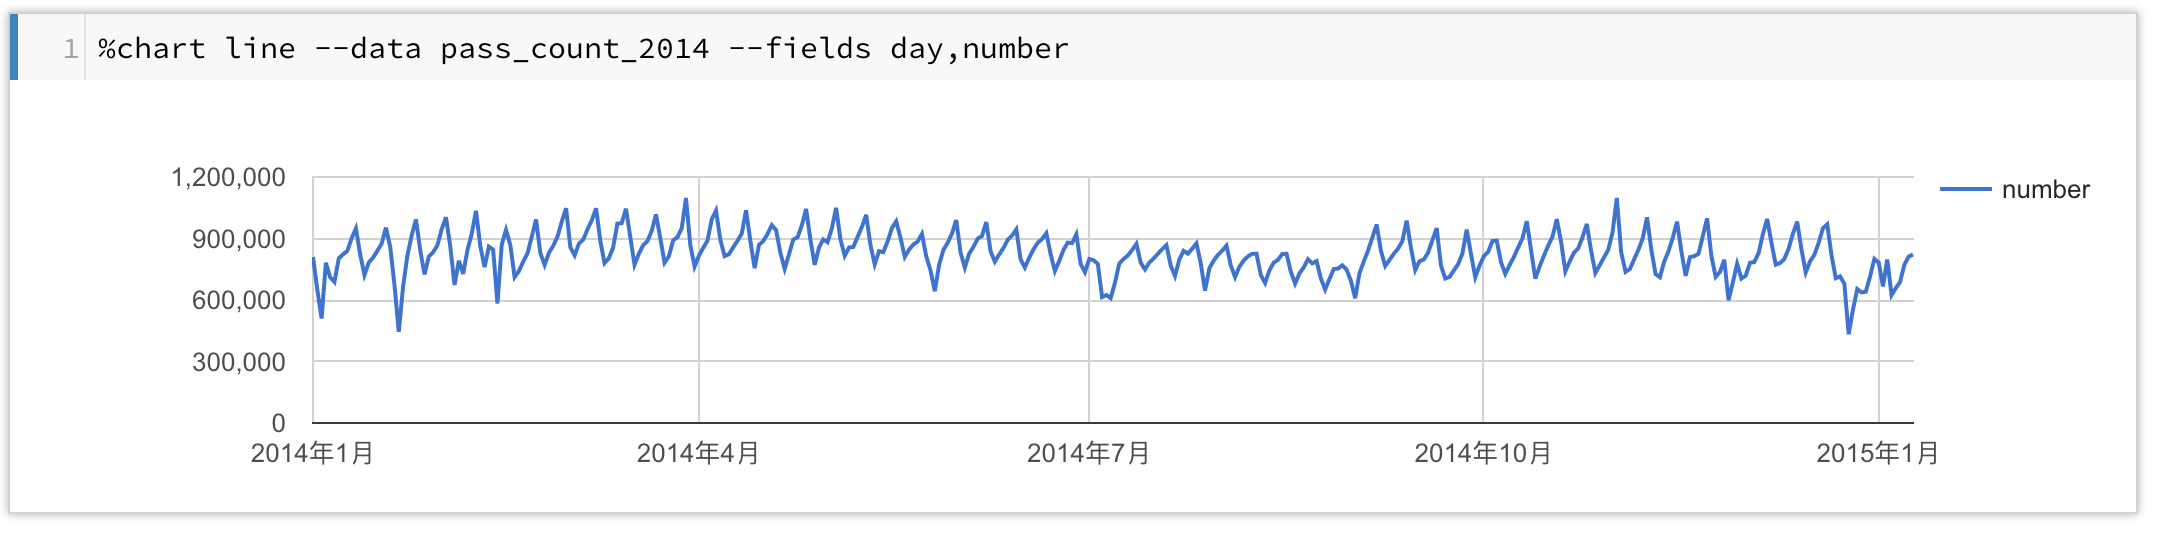 1 %chart line --data pass_count_2014 --fields day,number
1,200,000
number
900,000
600,000
300,000
0
2014年1月 2014年4月 2014年7月 2014年10月 2015年1月